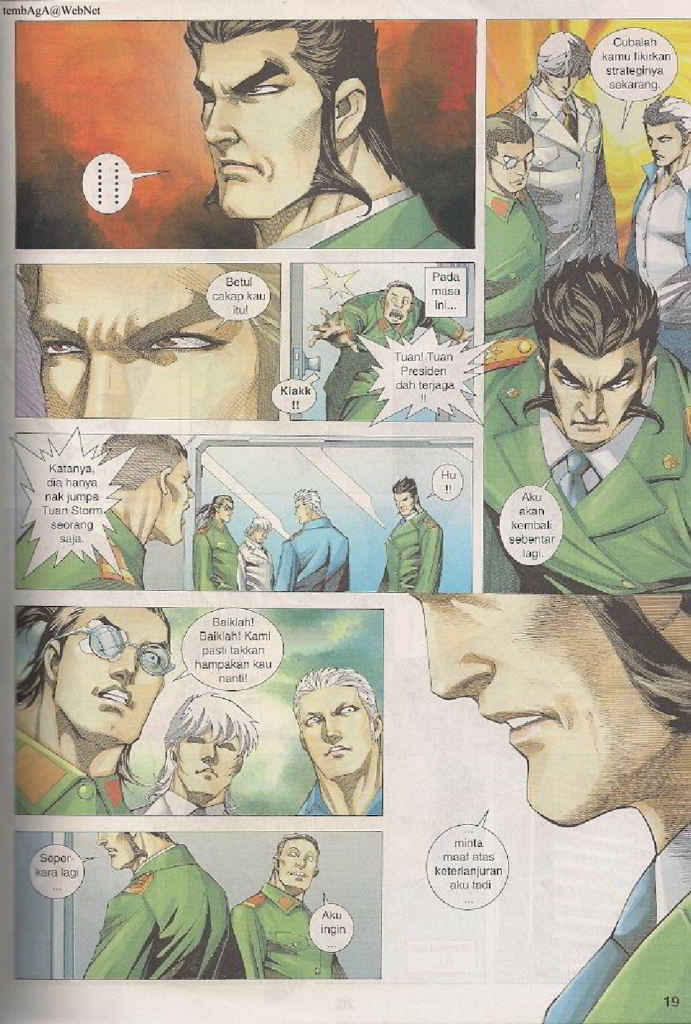 tembAgA@WebNet
Betul
cakap kau
itu!
Pada
masa
ini...
Klakk
!!
Tuan! Tuan
Presiden
dah terjaga
!!
Cubalah
kamu fikirkan
strateginya
sekarang.
Katanya,
dia hanya
nak jumpa
Tuan Storm
seorang
saja.
Hu
!!
Aku
akan
kembali
sebentar
lagi.
Baiklah!
Baiklah! Kami
pasti takkan
hampakan kau
nanti!
Seper-
kara lagi
...
Aku
ingin
...
...
minta
maaf atas
keterlanjuran
aku tadi
...
19